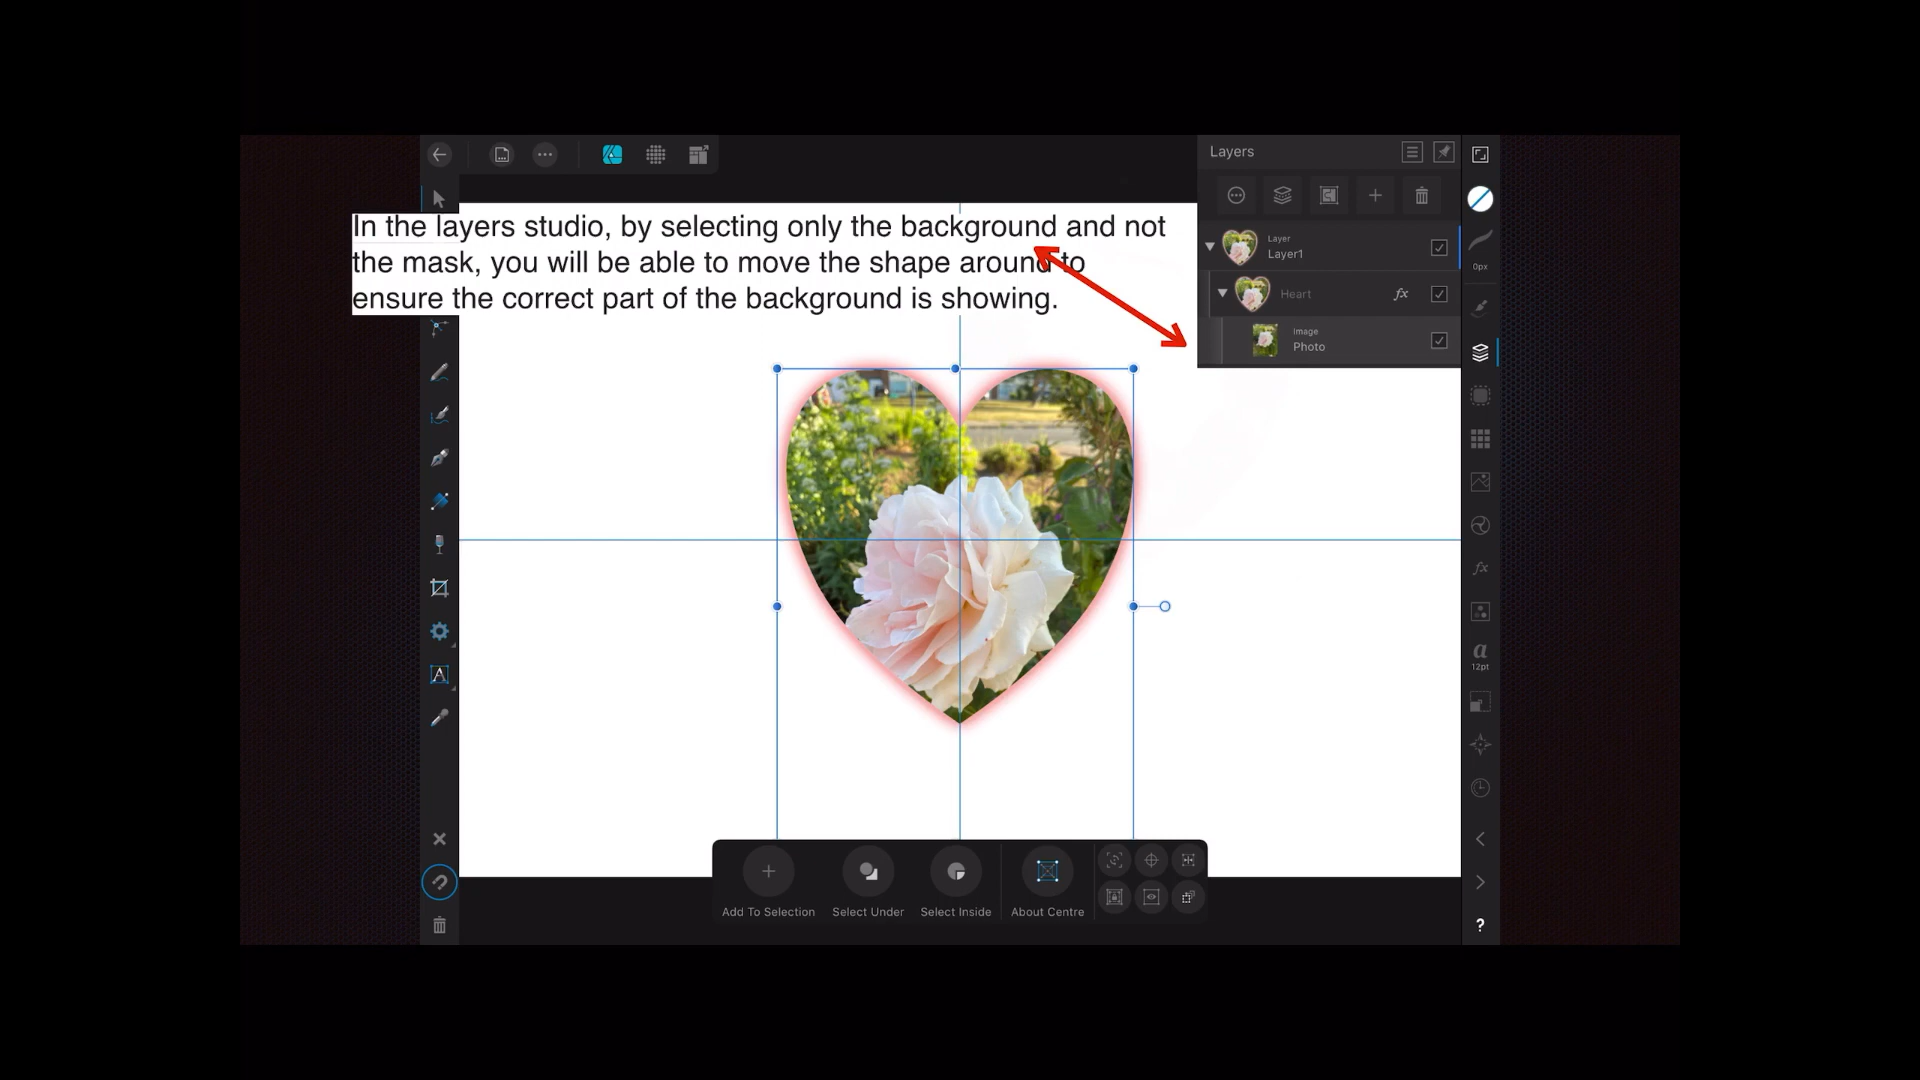 Layers
In the layers studio, by selecting only the background and not
the mask, you will be able to move the shape around to
ensure the correct part of the background is showing.
Layer
Layer1
Heart
fx
Image
Photo
0px
fx
a
12pt
A
Add To Selection
Select Under
Select Inside
About Centre
?